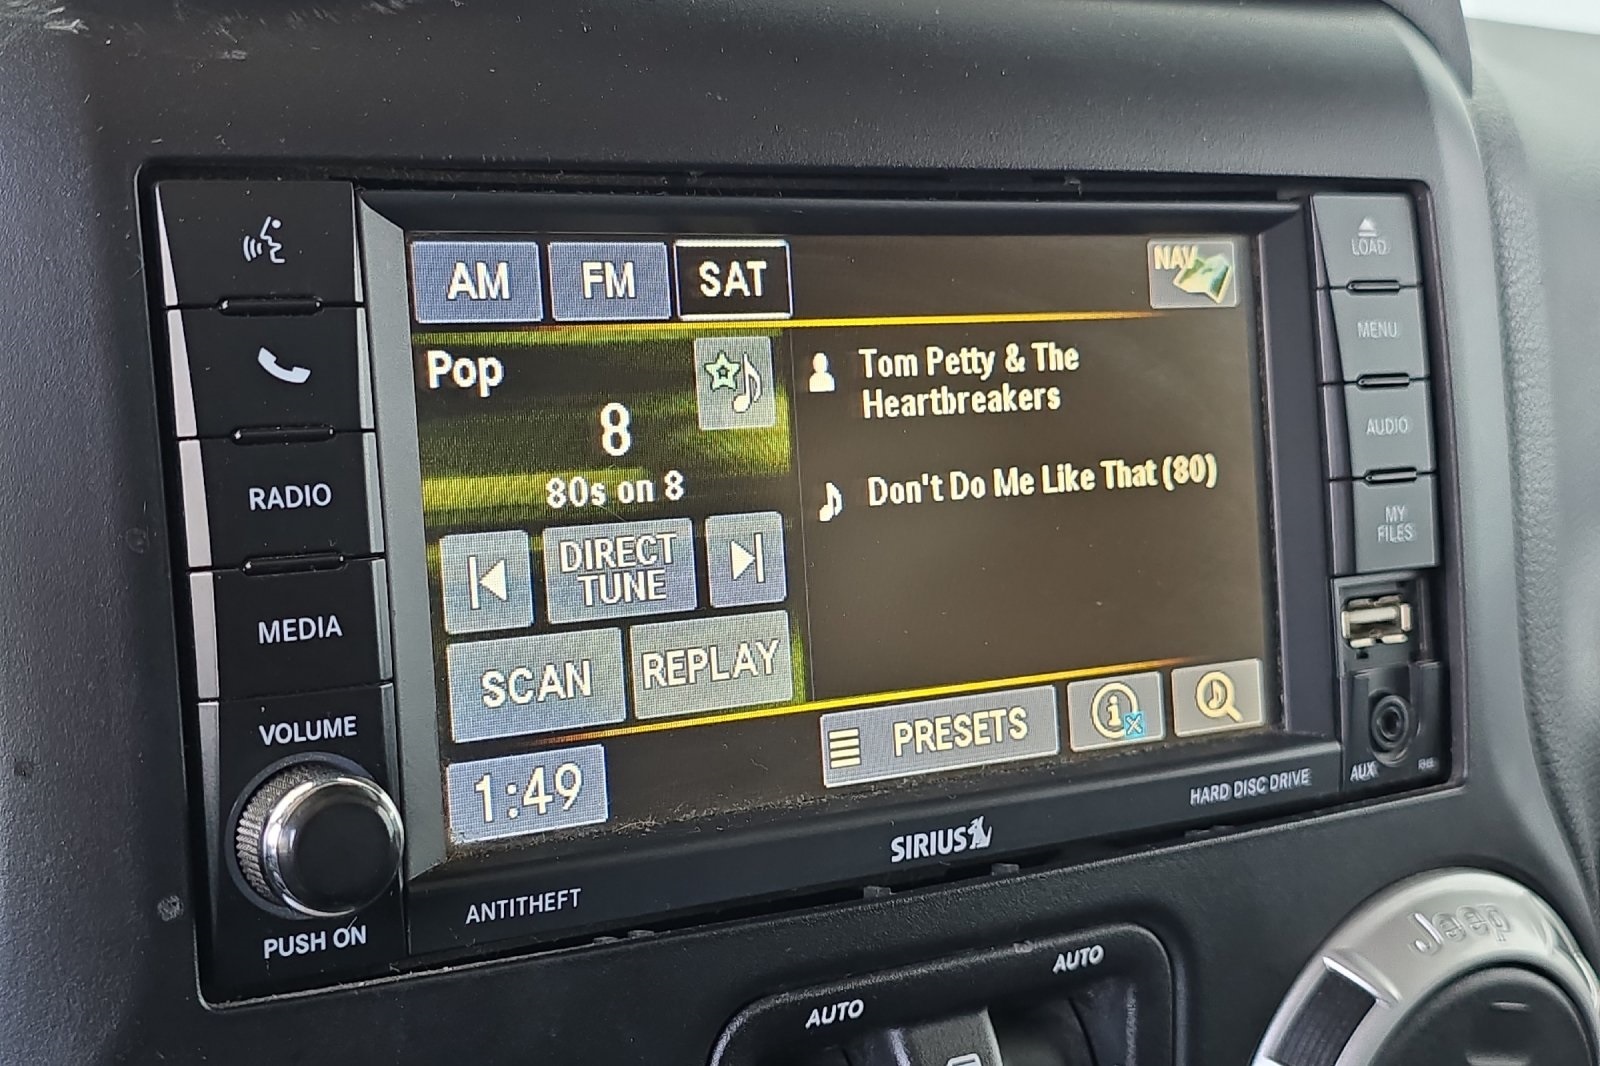 AM
FM
SAT
NAV
Pop
8
80s on 8
DIRECT
TUNE
SCAN
REPLAY
1:49
Tom Petty & The
Heartbreakers
Don't Do Me Like That (80)
PRESETS
i
RADIO
MEDIA
VOLUME
PUSH ON
LOAD
MENU
AUDIO
MY
FILES
AUX
HARD DISC DRIVE
SIRIUS
ANTITHEFT
AUTO
AUTO
Jeep